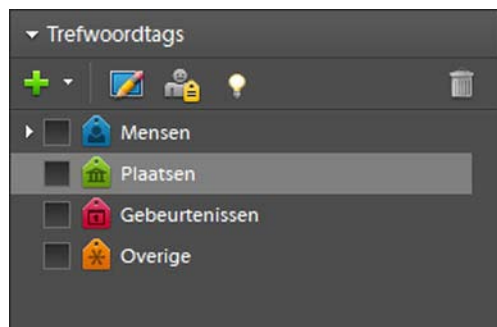 Trefwoordtags
Mensen
Plaatsen
Gebeurtenissen
Overige